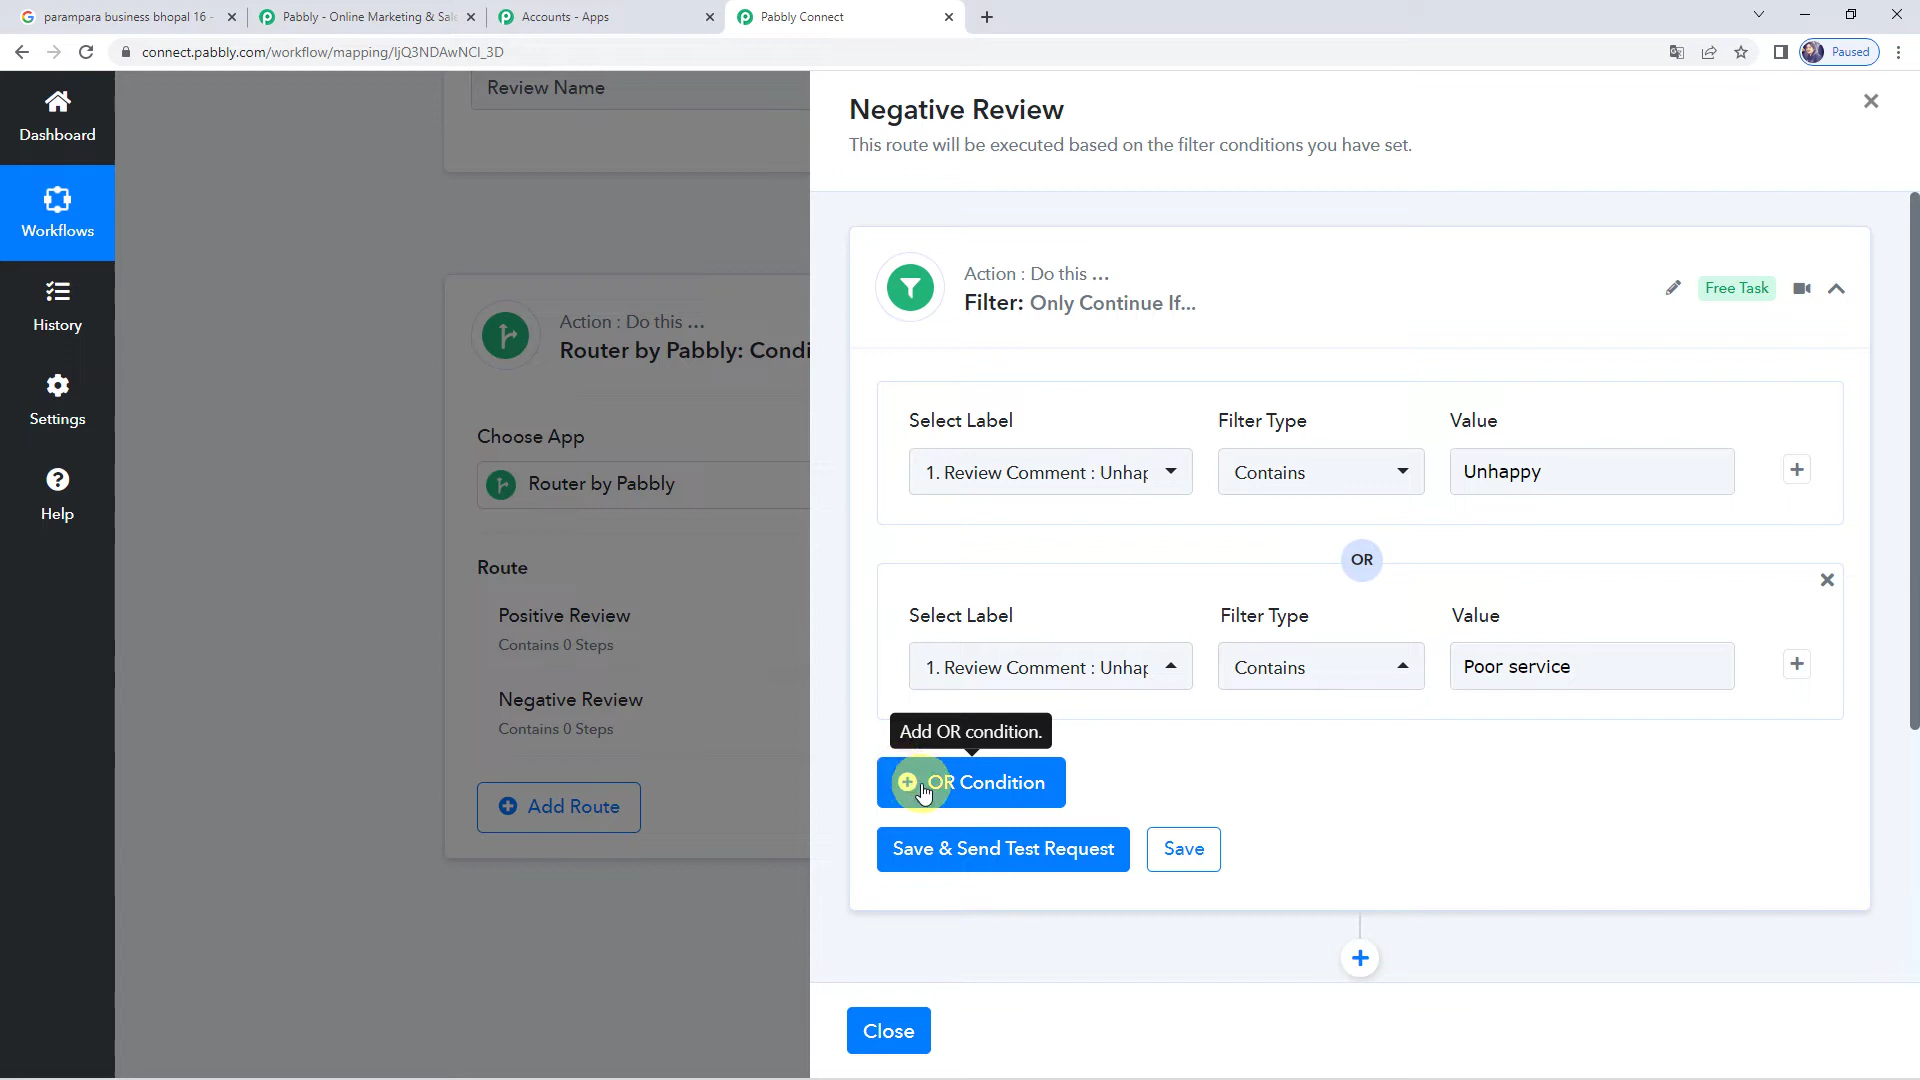 parampara business bhopal 16 -
Pabbly - Online Marketing & Sale
Accounts - Apps
Pabbly Connect
connect.pabbly.com/workflow/mapping/IjQ3NDAwNCI_3D
Paused
Dashboard
Workflows
History
Settings
Help
Review Name
Action : Do this ...
Router by Pabbly: Condi
Choose App
Router by Pabbly
Route
Positive Review
Contains 0 Steps
Negative Review
Contains 0 Steps
Add Route
Negative Review
This route will be executed based on the filter conditions you have set.
Action : Do this ...
Filter: Only Continue If...
Free Task
Select Label Filter Type Value
1. Review Comment : Unhap Contains Unhappy
OR
Select Label Filter Type Value
1. Review Comment : Unhap Contains Poor service
Add OR condition.
OR Condition
Save & Send Test Request Save
Close